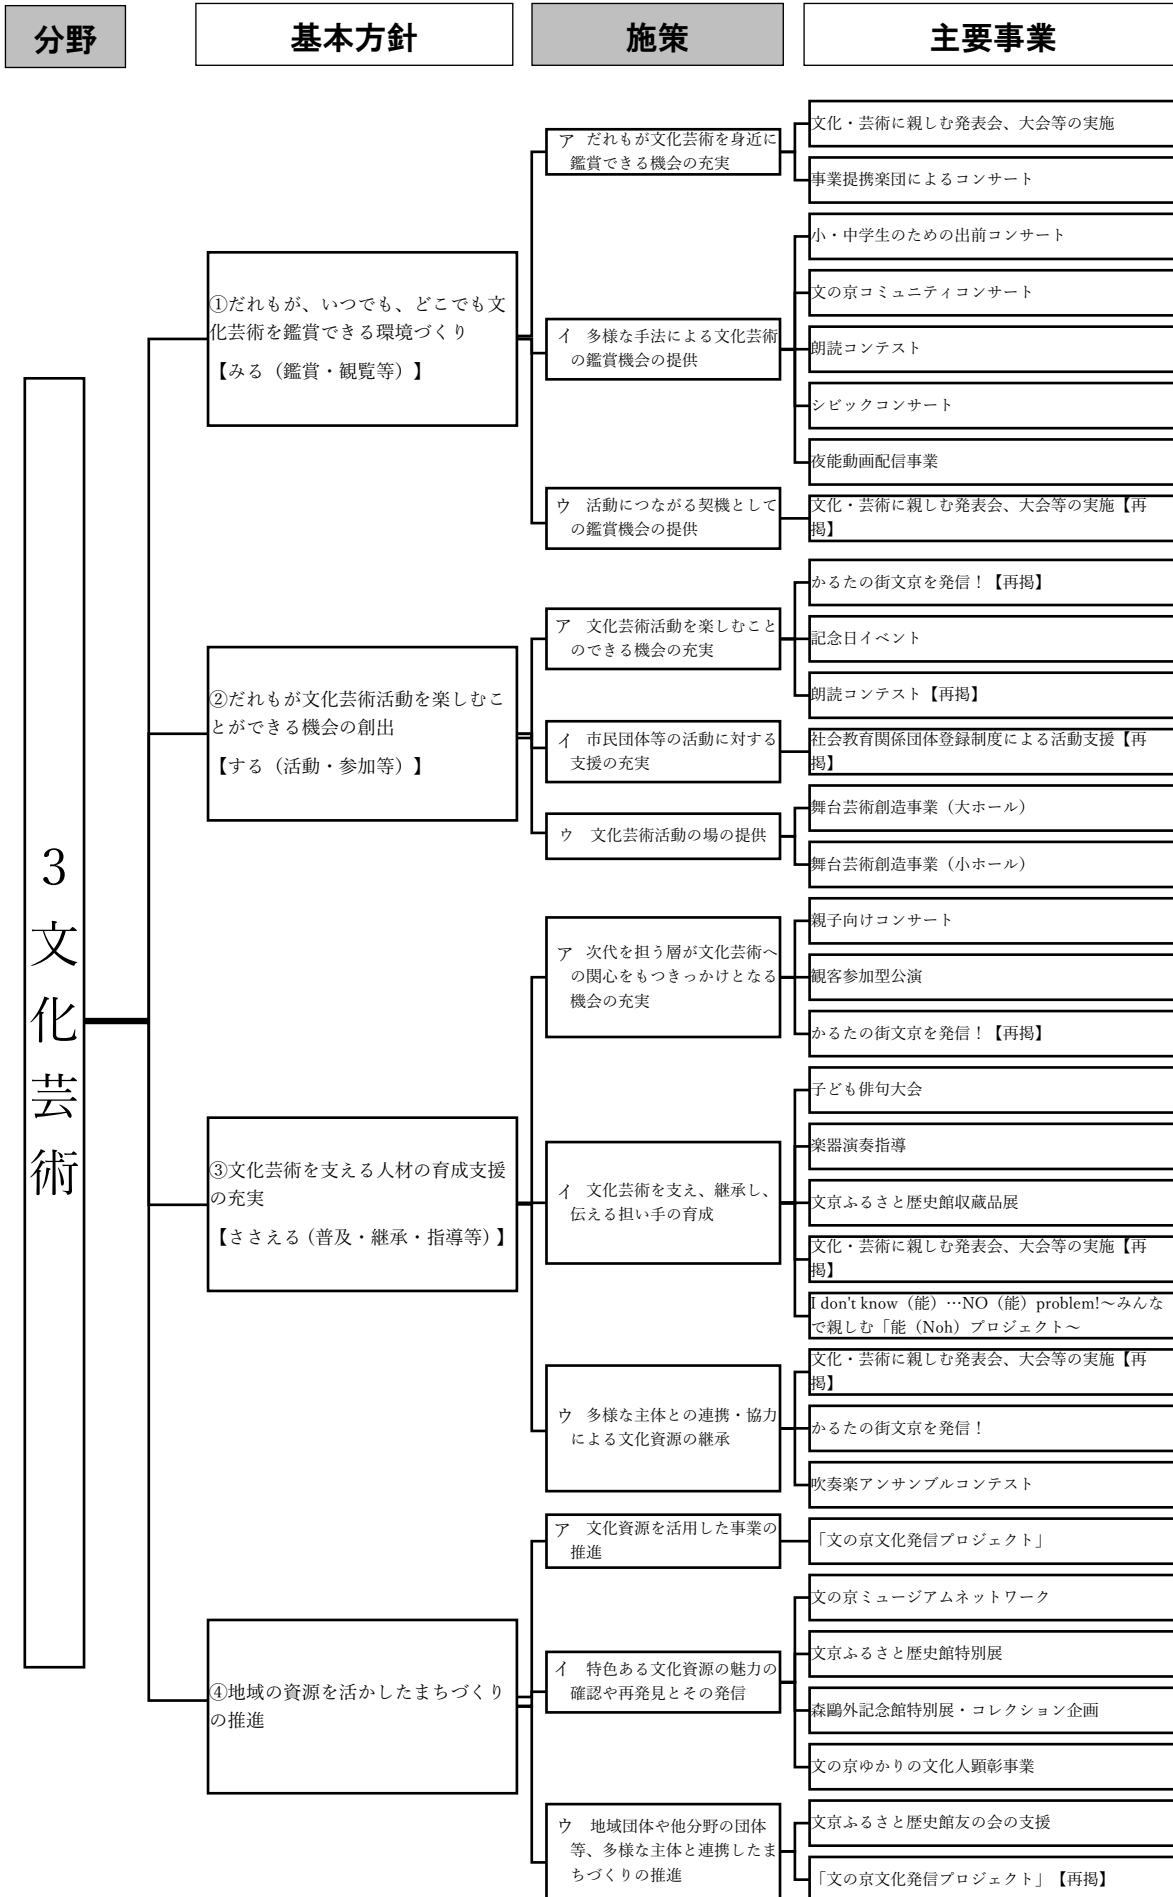 分野
基本方針
施策
主要事業
3
文
化
芸
術
①だれもが、いつでも、どこでも文
化芸術を鑑賞できる環境づくり
【みる（鑑賞・観覧等）】
ア　だれもが文化芸術を身近に
鑑賞できる機会の充実
文化・芸術に親しむ発表会、大会等の実施
事業提携楽団によるコンサート
イ　多様な手法による文化芸術
の鑑賞機会の提供
小・中学生のための出前コンサート
文の京コミュニティコンサート
朗読コンテスト
シビックコンサート
夜能動画配信事業
ウ　活動につながる契機として
の鑑賞機会の提供
文化・芸術に親しむ発表会、大会等の実施【再
掲】
②だれもが文化芸術活動を楽しむこ
とができる機会の創出
【する（活動・参加等）】
ア　文化芸術活動を楽しむこと
のできる機会の充実
かるたの街文京を発信！【再掲】
記念日イベント
朗読コンテスト【再掲】
イ　市民団体等の活動に対する
支援の充実
社会教育関係団体登録制度による活動支援【再
掲】
ウ　文化芸術活動の場の提供
舞台芸術創造事業（大ホール）
舞台芸術創造事業（小ホール）
③文化芸術を支える人材の育成支援
の充実
【ささえる（普及・継承・指導等）】
ア　次代を担う層が文化芸術へ
の関心をもつきっかけとなる
機会の充実
親子向けコンサート
観客参加型公演
かるたの街文京を発信！【再掲】
イ　文化芸術を支え、継承し、
伝える担い手の育成
子ども俳句大会
楽器演奏指導
文京ふるさと歴史館収蔵品展
文化・芸術に親しむ発表会、大会等の実施【再
掲】
I don't know（能）…NO（能）problem!～みんな
で親しむ「能（Noh）プロジェクト～
ウ　多様な主体との連携・協力
による文化資源の継承
文化・芸術に親しむ発表会、大会等の実施【再
掲】
かるたの街文京を発信！
吹奏楽アンサンブルコンテスト
④地域の資源を活かしたまちづくり
の推進
ア　文化資源を活用した事業の
推進
「文の京文化発信プロジェクト」
イ　特色ある文化資源の魅力の
確認や再発見とその発信
文の京ミュージアムネットワーク
文京ふるさと歴史館特別展
森鷗外記念館特別展・コレクション企画
文の京ゆかりの文化人顕彰事業
ウ　地域団体や他分野の団体
等、多様な主体と連携したま
ちづくりの推進
文京ふるさと歴史館友の会の支援
「文の京文化発信プロジェクト」【再掲】